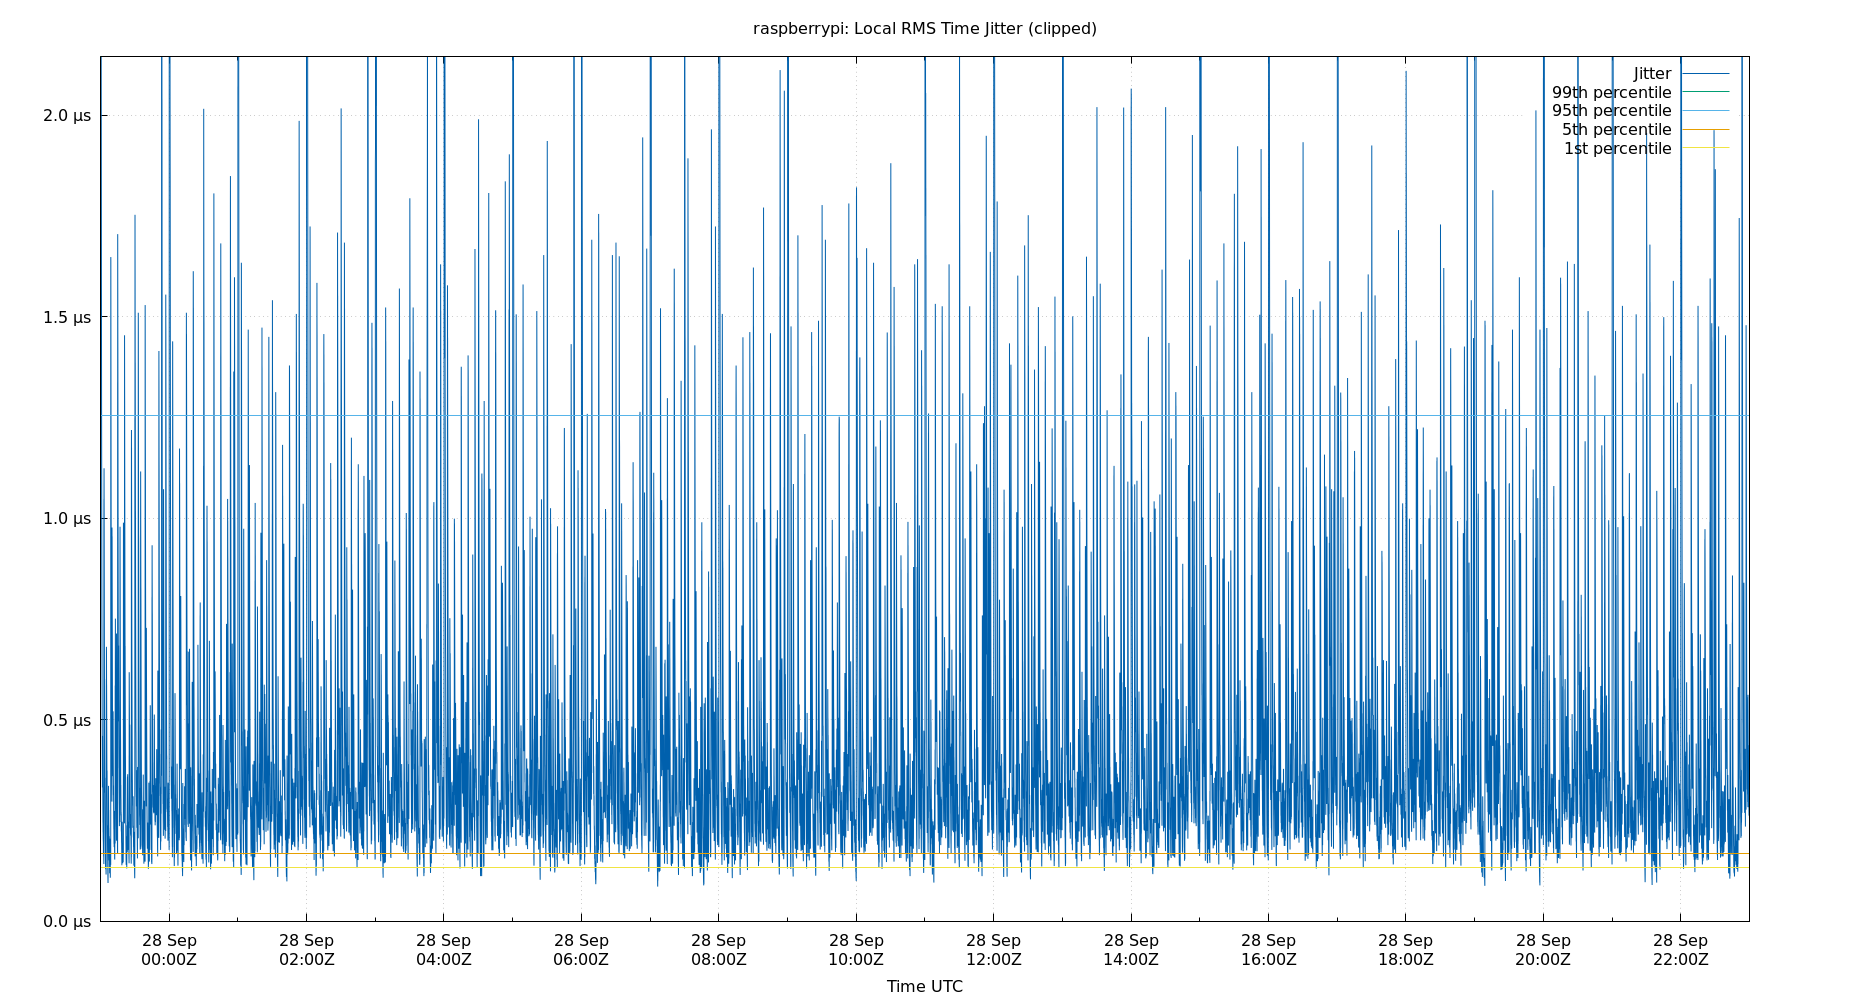 raspberrypi: Local RMS Time Jitter (clipped)
Jitter
99th percentile
95th percentile
5th percentile
1st percentile
2.0 µs
1.5 µs
1.0 µs
0.5 µs
0.0 µs
28 Sep 28 Sep 28 Sep 28 Sep 28 Sep 28 Sep 28 Sep 28 Sep 28 Sep 28 Sep 28 Sep 28 Sep
00:00Z 02:00Z 04:00Z 06:00Z 08:00Z 10:00Z 12:00Z 14:00Z 16:00Z 18:00Z 20:00Z 22:00Z
Time UTC